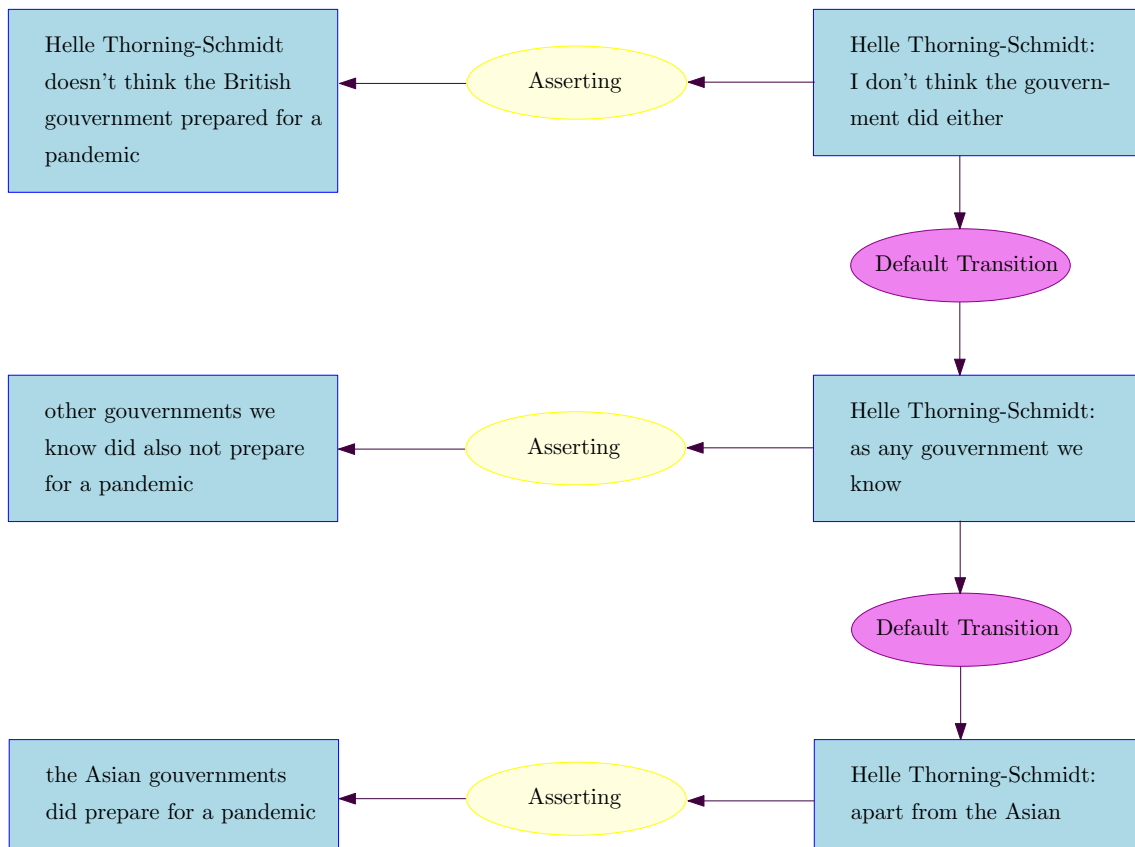 Helle Thorning-Schmidt
doesn't think the British
gouvernment prepared for a
pandemic
Asserting
Helle Thorning-Schmidt:
I don't think the gouvern-
ment did either
Default Transition
other gouvernments we
know did also not prepare
for a pandemic
Asserting
Helle Thorning-Schmidt:
as any gouvernment we
know
Default Transition
the Asian gouvernments
did prepare for a pandemic
Asserting
Helle Thorning-Schmidt:
apart from the Asian